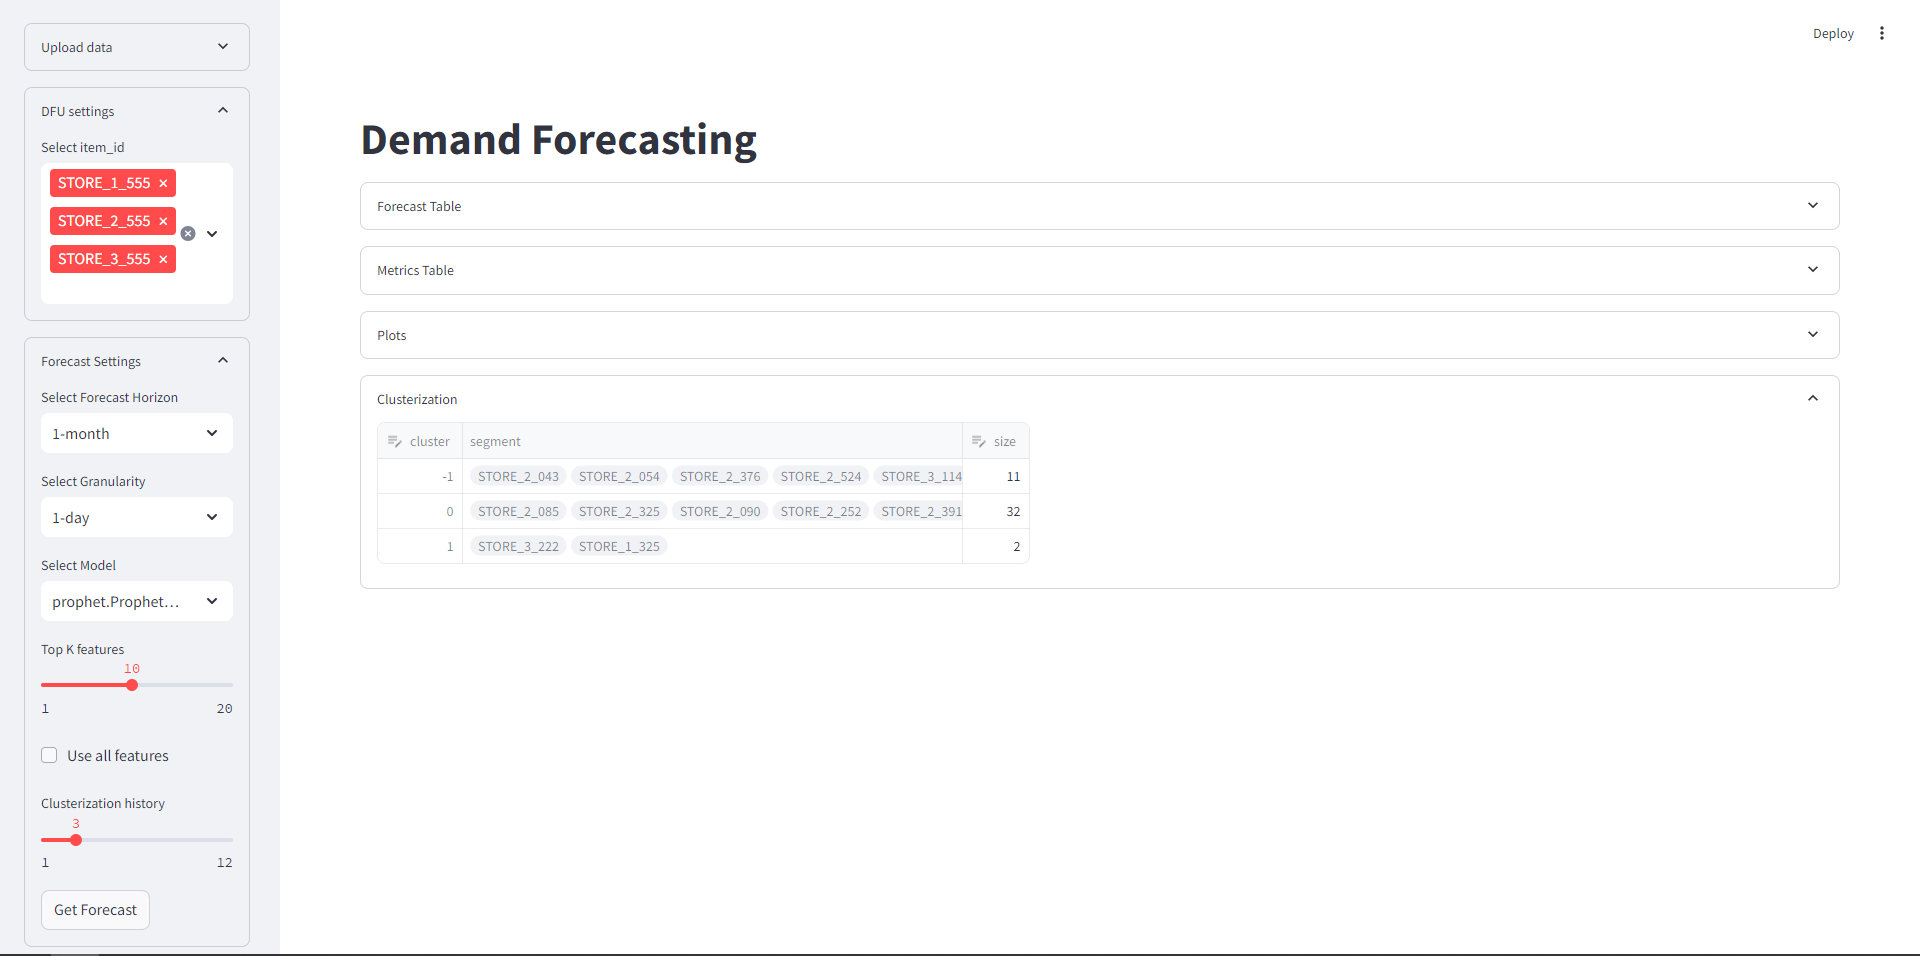 Upload data
DFU settings
Select item_id
STORE_1_555
STORE_2_555
STORE_3_555
Forecast Settings
Select Forecast Horizon
1-month
Select Granularity
1-day
Select Model
prophet.Prophet...
Top K features
10
1 20
Use all features
Clusterization history
3
1 12
Get Forecast
Deploy
Demand Forecasting
Forecast Table
Metrics Table
Plots
Clusterization
cluster segment size
-1 STORE_2_043 STORE_2_054 STORE_2_376 STORE_2_524 STORE_3_114 11
0 STORE_2_085 STORE_2_325 STORE_2_090 STORE_2_252 STORE_2_391 32
1 STORE_3_222 STORE_1_325 2